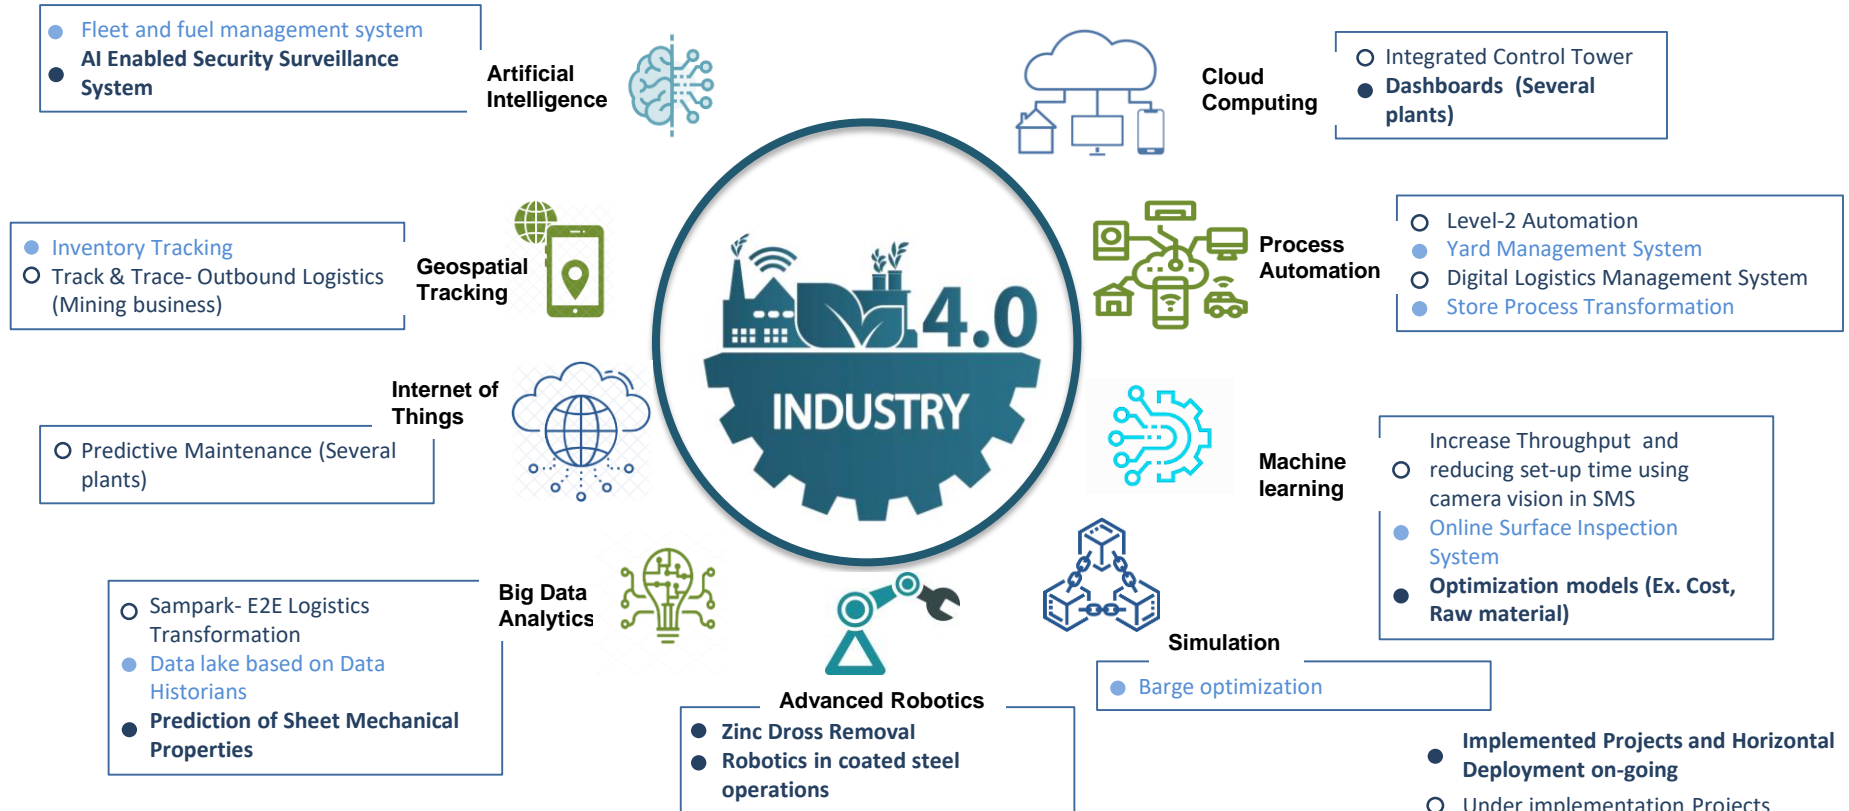 Fleet and fuel management system
AI Enabled Security Surveillance
System
Artificial
Intelligence
Cloud
Computing
Integrated Control Tower
Dashboards (Several
plants)
Inventory Tracking
Track & Trace- Outbound Logistics
(Mining business)
Geospatial
Tracking
Process
Automation
Level-2 Automation
Yard Management System
Digital Logistics Management System
Store Process Transformation
4.0
INDUSTRY
Internet of
Things
Predictive Maintenance (Several
plants)
Machine
learning
Increase Throughput and
reducing set-up time using
camera vision in SMS
Online Surface Inspection
System
Optimization models (Ex. Cost,
Raw material)
Big Data
Analytics
Sampark- E2E Logistics
Transformation
Data lake based on Data
Historians
Prediction of Sheet Mechanical
Properties
Advanced Robotics
Zinc Dross Removal
Robotics in coated steel
operations
Simulation
Barge optimization
Implemented Projects and Horizontal
Deployment on-going
Under implementation Projects